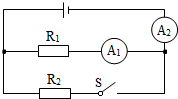 A₂
R₁ A₁
R₂ S